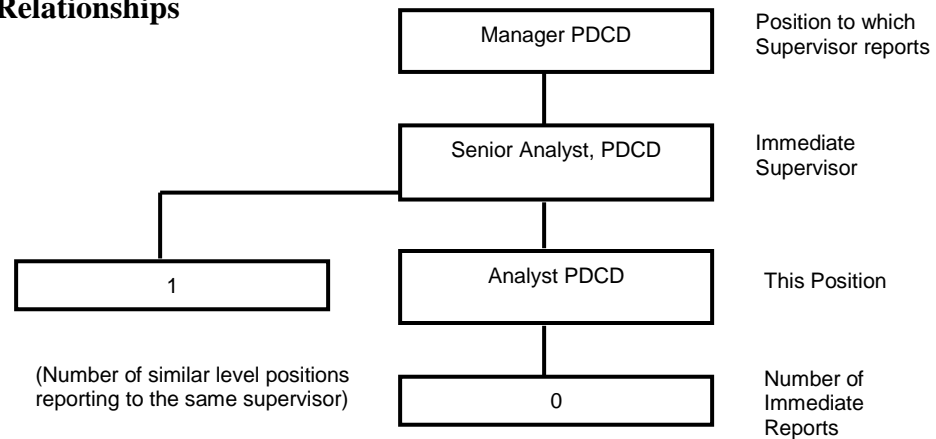 Relationships
Manager PDCD
Position to which
Supervisor reports
Senior Analyst, PDCD
Immediate
Supervisor
1
Analyst PDCD
This Position
(Number of similar level positions
reporting to the same supervisor)
0
Number of
Immediate
Reports